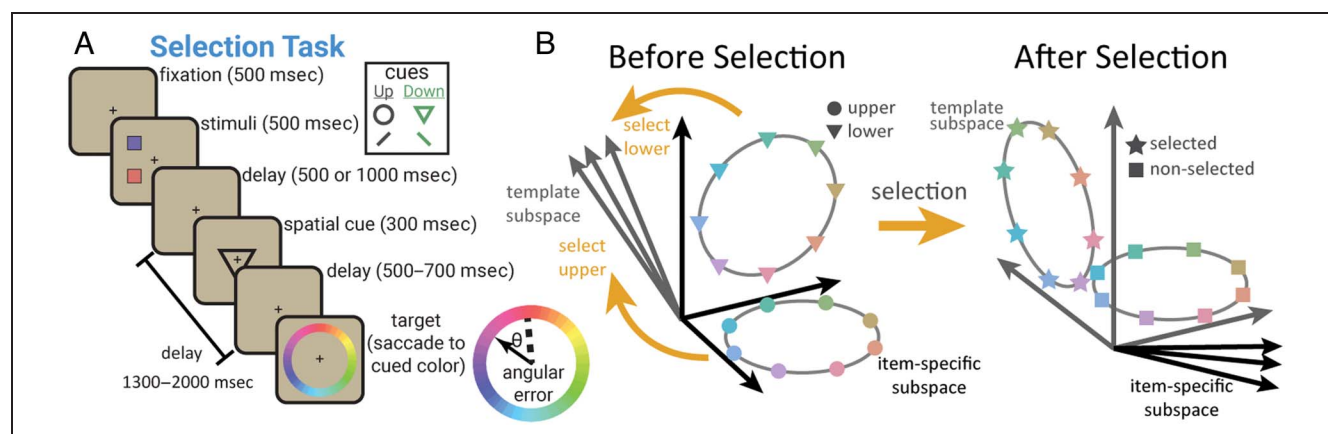 A
Selection Task
fixation (500 msec)
cues
Up Down
stimuli (500 msec)
delay (500 or 1000 msec)
spatial cue (300 msec)
delay (500–700 msec)
target
(saccade to
cued color)
delay
1300–2000 msec
θ
angular
error
B
Before Selection
upper
lower
select
lower
template
subspace
select
upper
item-specific
subspace
selection
After Selection
template
subspace
selected
non-selected
item-specific
subspace